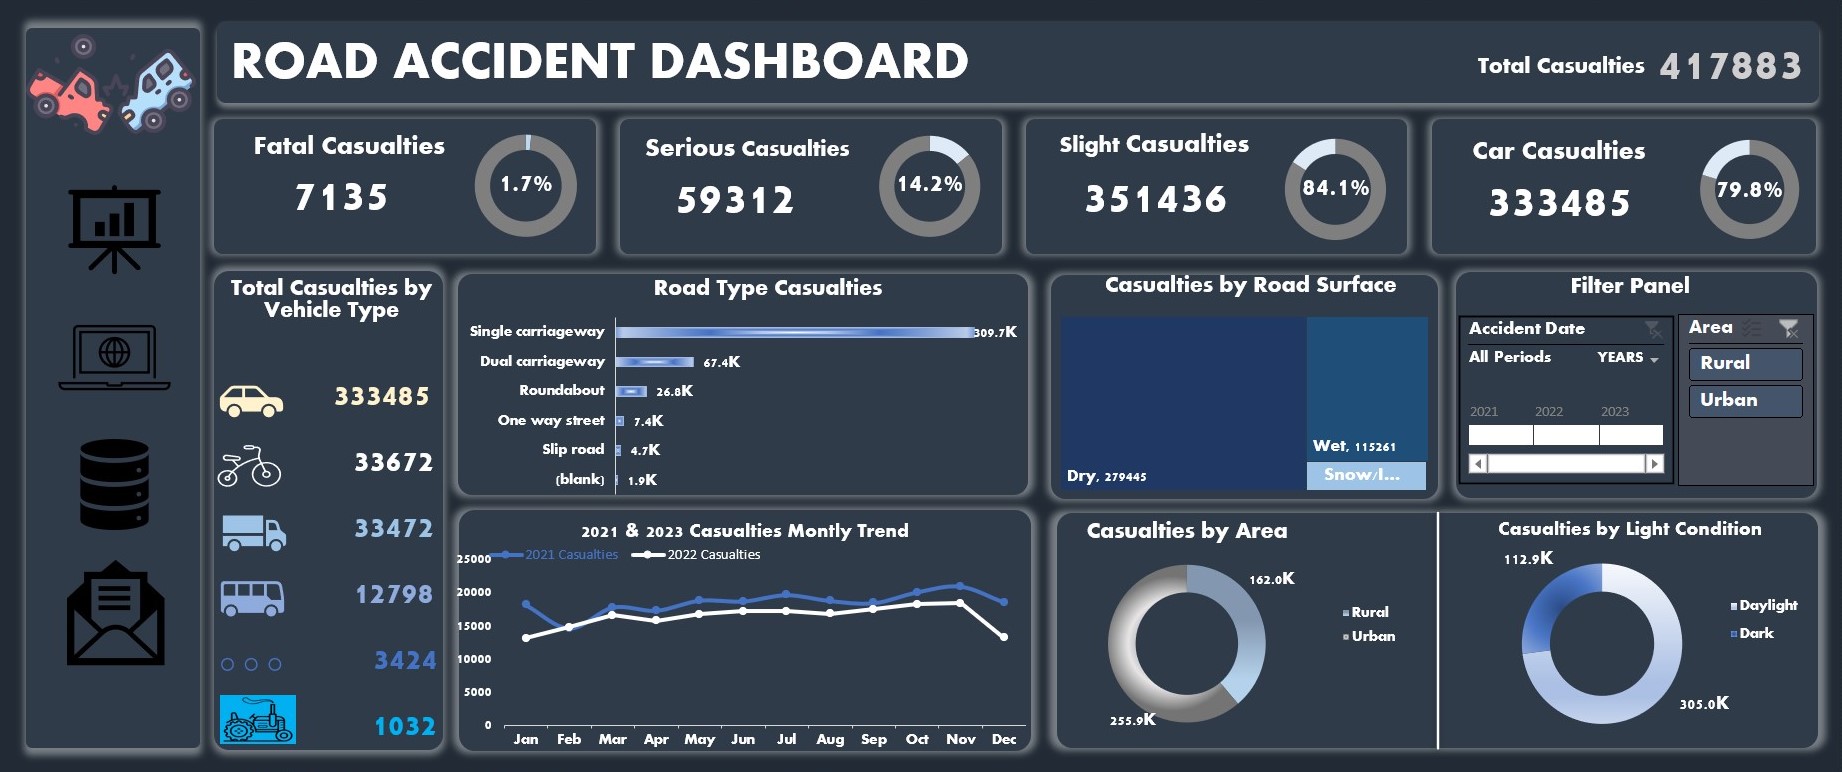 ROAD ACCIDENT DASHBOARD
Total Casualties 417883
Fatal Casualties
7135
1.7%
Serious Casualties
59312
14.2%
Slight Casualties
351436
84.1%
Car Casualties
333485
79.8%
Total Casualties by
Vehicle Type
333485
33672
33472
12798
3424
1032
Road Type Casualties
Single carriageway 309.7K
Dual carriageway 67.4K
Roundabout 26.8K
One way street 7.4K
Slip road 4.7K
(blank) 1.9K
Casualties by Road Surface
Dry, 279445
Wet, 115261
Snow/I...
Filter Panel
Accident Date
All Periods YEARS
2021 2022 2023
Area
Rural
Urban
2021 & 2023 Casualties Montly Trend
2021 Casualties 2022 Casualties
25000
20000
15000
10000
5000
0
Jan Feb Mar Apr May Jun Jul Aug Sep Oct Nov Dec
Casualties by Area
162.0K
255.9K
Rural
Urban
Casualties by Light Condition
112.9K
305.0K
Daylight
Dark